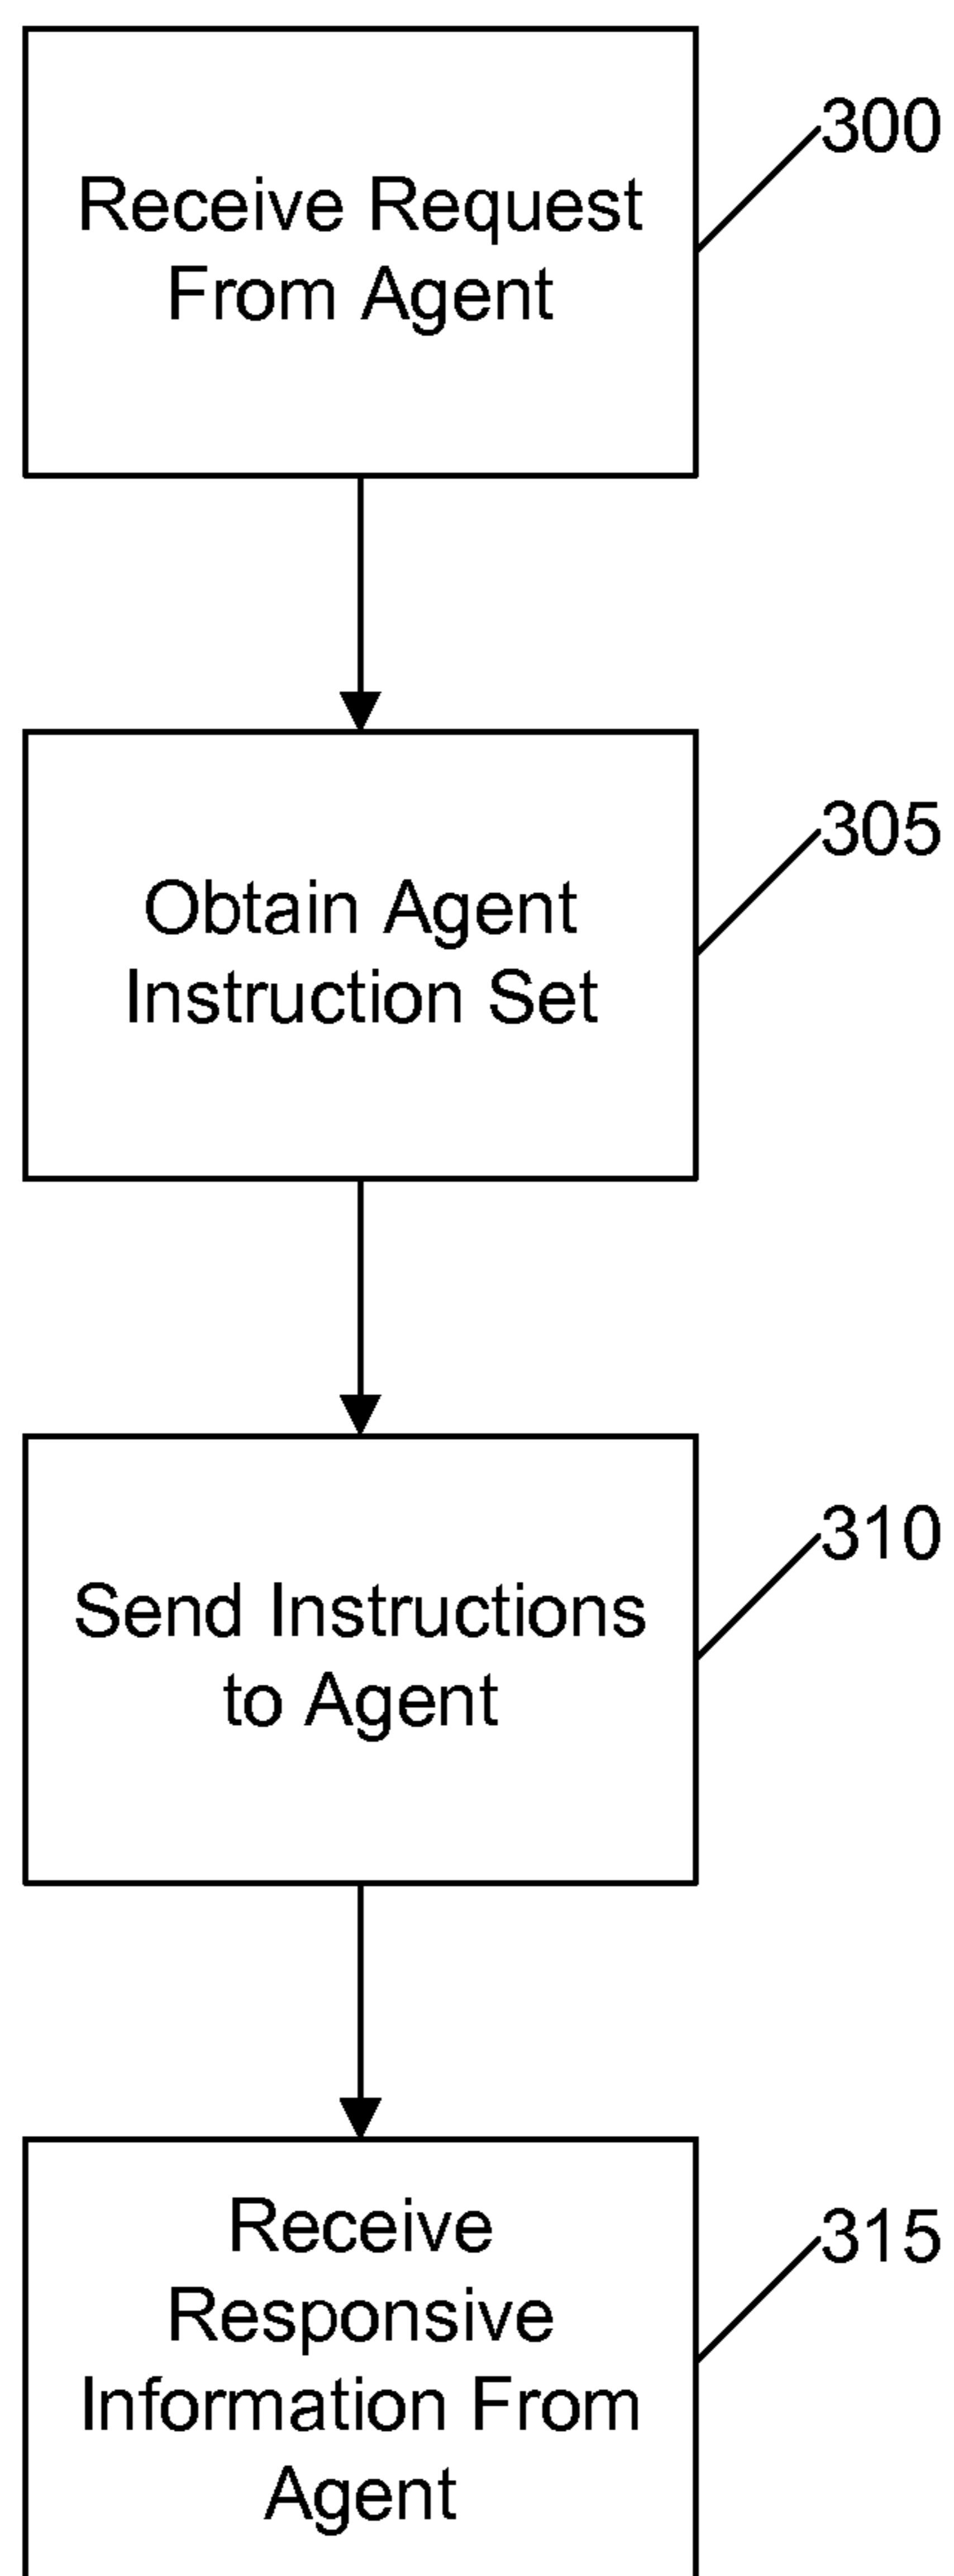 Receive Request
From Agent
300
Obtain Agent
Instruction Set
305
Send Instructions
to Agent
310
Receive
Responsive
Information From
Agent
315